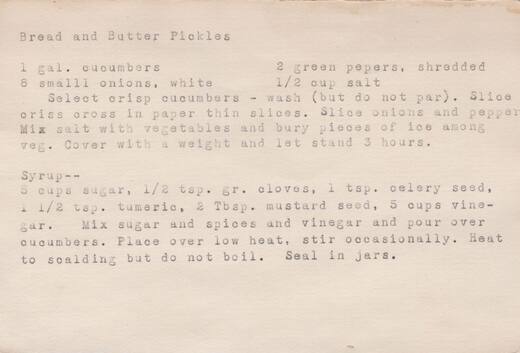 Bread and Butter Pickles
1 gal. cucumbers 2 green pepers, shredded
8 smalll onions, white 1/2 cup salt
Select crisp cucumbers - wash (but do not par). Slice
criss cross in paper thin slices. Slice onions and pepper
Mix salt with vegetables and bury pieces of ice among
veg. Cover with a weight and let stand 3 hours.
Syrup--
5 cups sugar, 1/2 tsp. gr. cloves, 1 tsp. celery seed,
1 1/2 tsp. tumeric, 2 Tbsp. mustard seed, 5 cups vine-
gar. Mix sugar and spices and vinegar and pour over
cucumbers. Place over low heat, stir occasionally. Heat
to scalding but do not boil. Seal in jars.